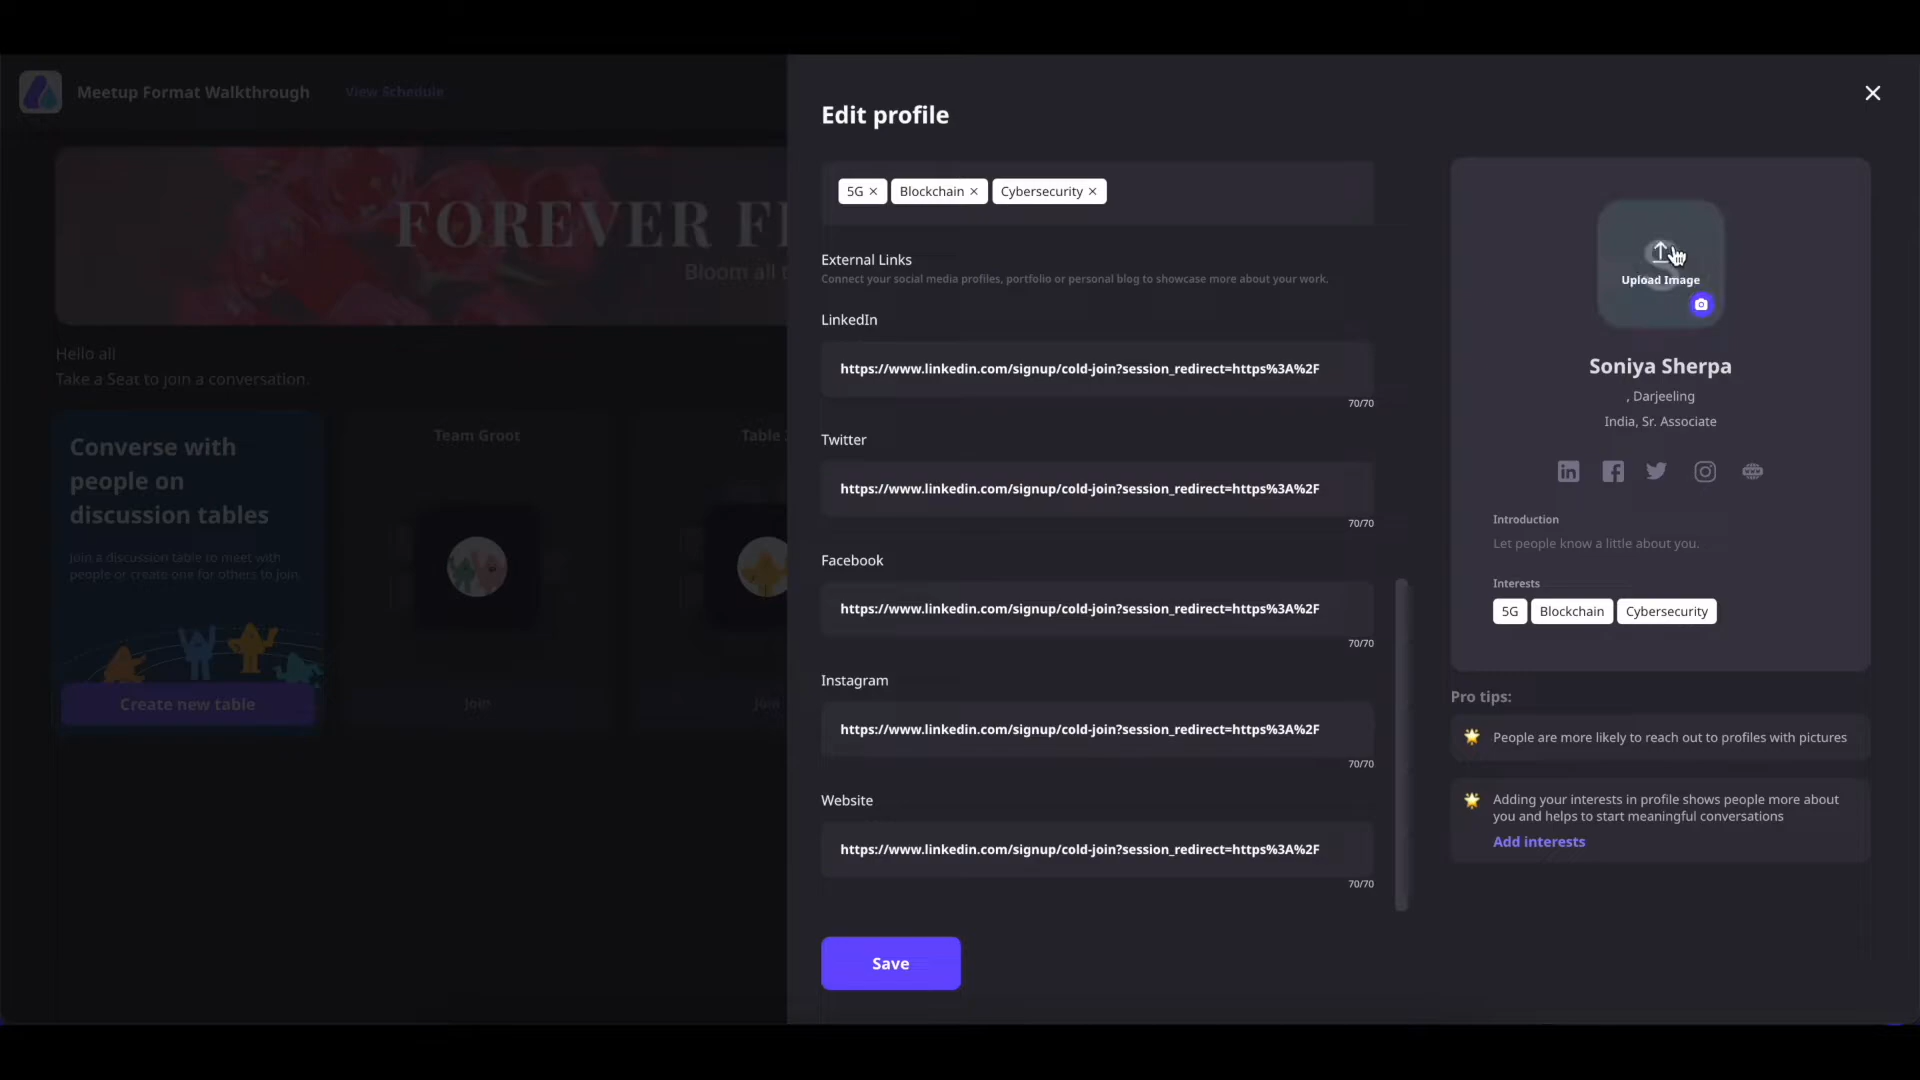 Meetup Format Walkthrough
View Schedule
FOREVER F
Bloom all t
Hello all
Take a Seat to join a conversation.
Converse with
people on
discussion tables
Join a discussion table to meet with
people or create one for others to join.
Create new table
Team Groot
Join
Table
Join
Edit profile
5G × Blockchain × Cybersecurity ×
External Links
Connect your social media profiles, portfolio or personal blog to showcase more about your work.
LinkedIn
https://www.linkedin.com/signup/cold-join?session_redirect=https%3A%2F
70/70
Twitter
https://www.linkedin.com/signup/cold-join?session_redirect=https%3A%2F
70/70
Facebook
https://www.linkedin.com/signup/cold-join?session_redirect=https%3A%2F
70/70
Instagram
https://www.linkedin.com/signup/cold-join?session_redirect=https%3A%2F
70/70
Website
https://www.linkedin.com/signup/cold-join?session_redirect=https%3A%2F
70/70
Save
Upload Image
Soniya Sherpa
, Darjeeling
India, Sr. Associate
Introduction
Let people know a little about you.
Interests
5G Blockchain Cybersecurity
Pro tips:
People are more likely to reach out to profiles with pictures
Adding your interests in profile shows people more about
you and helps to start meaningful conversations
Add interests